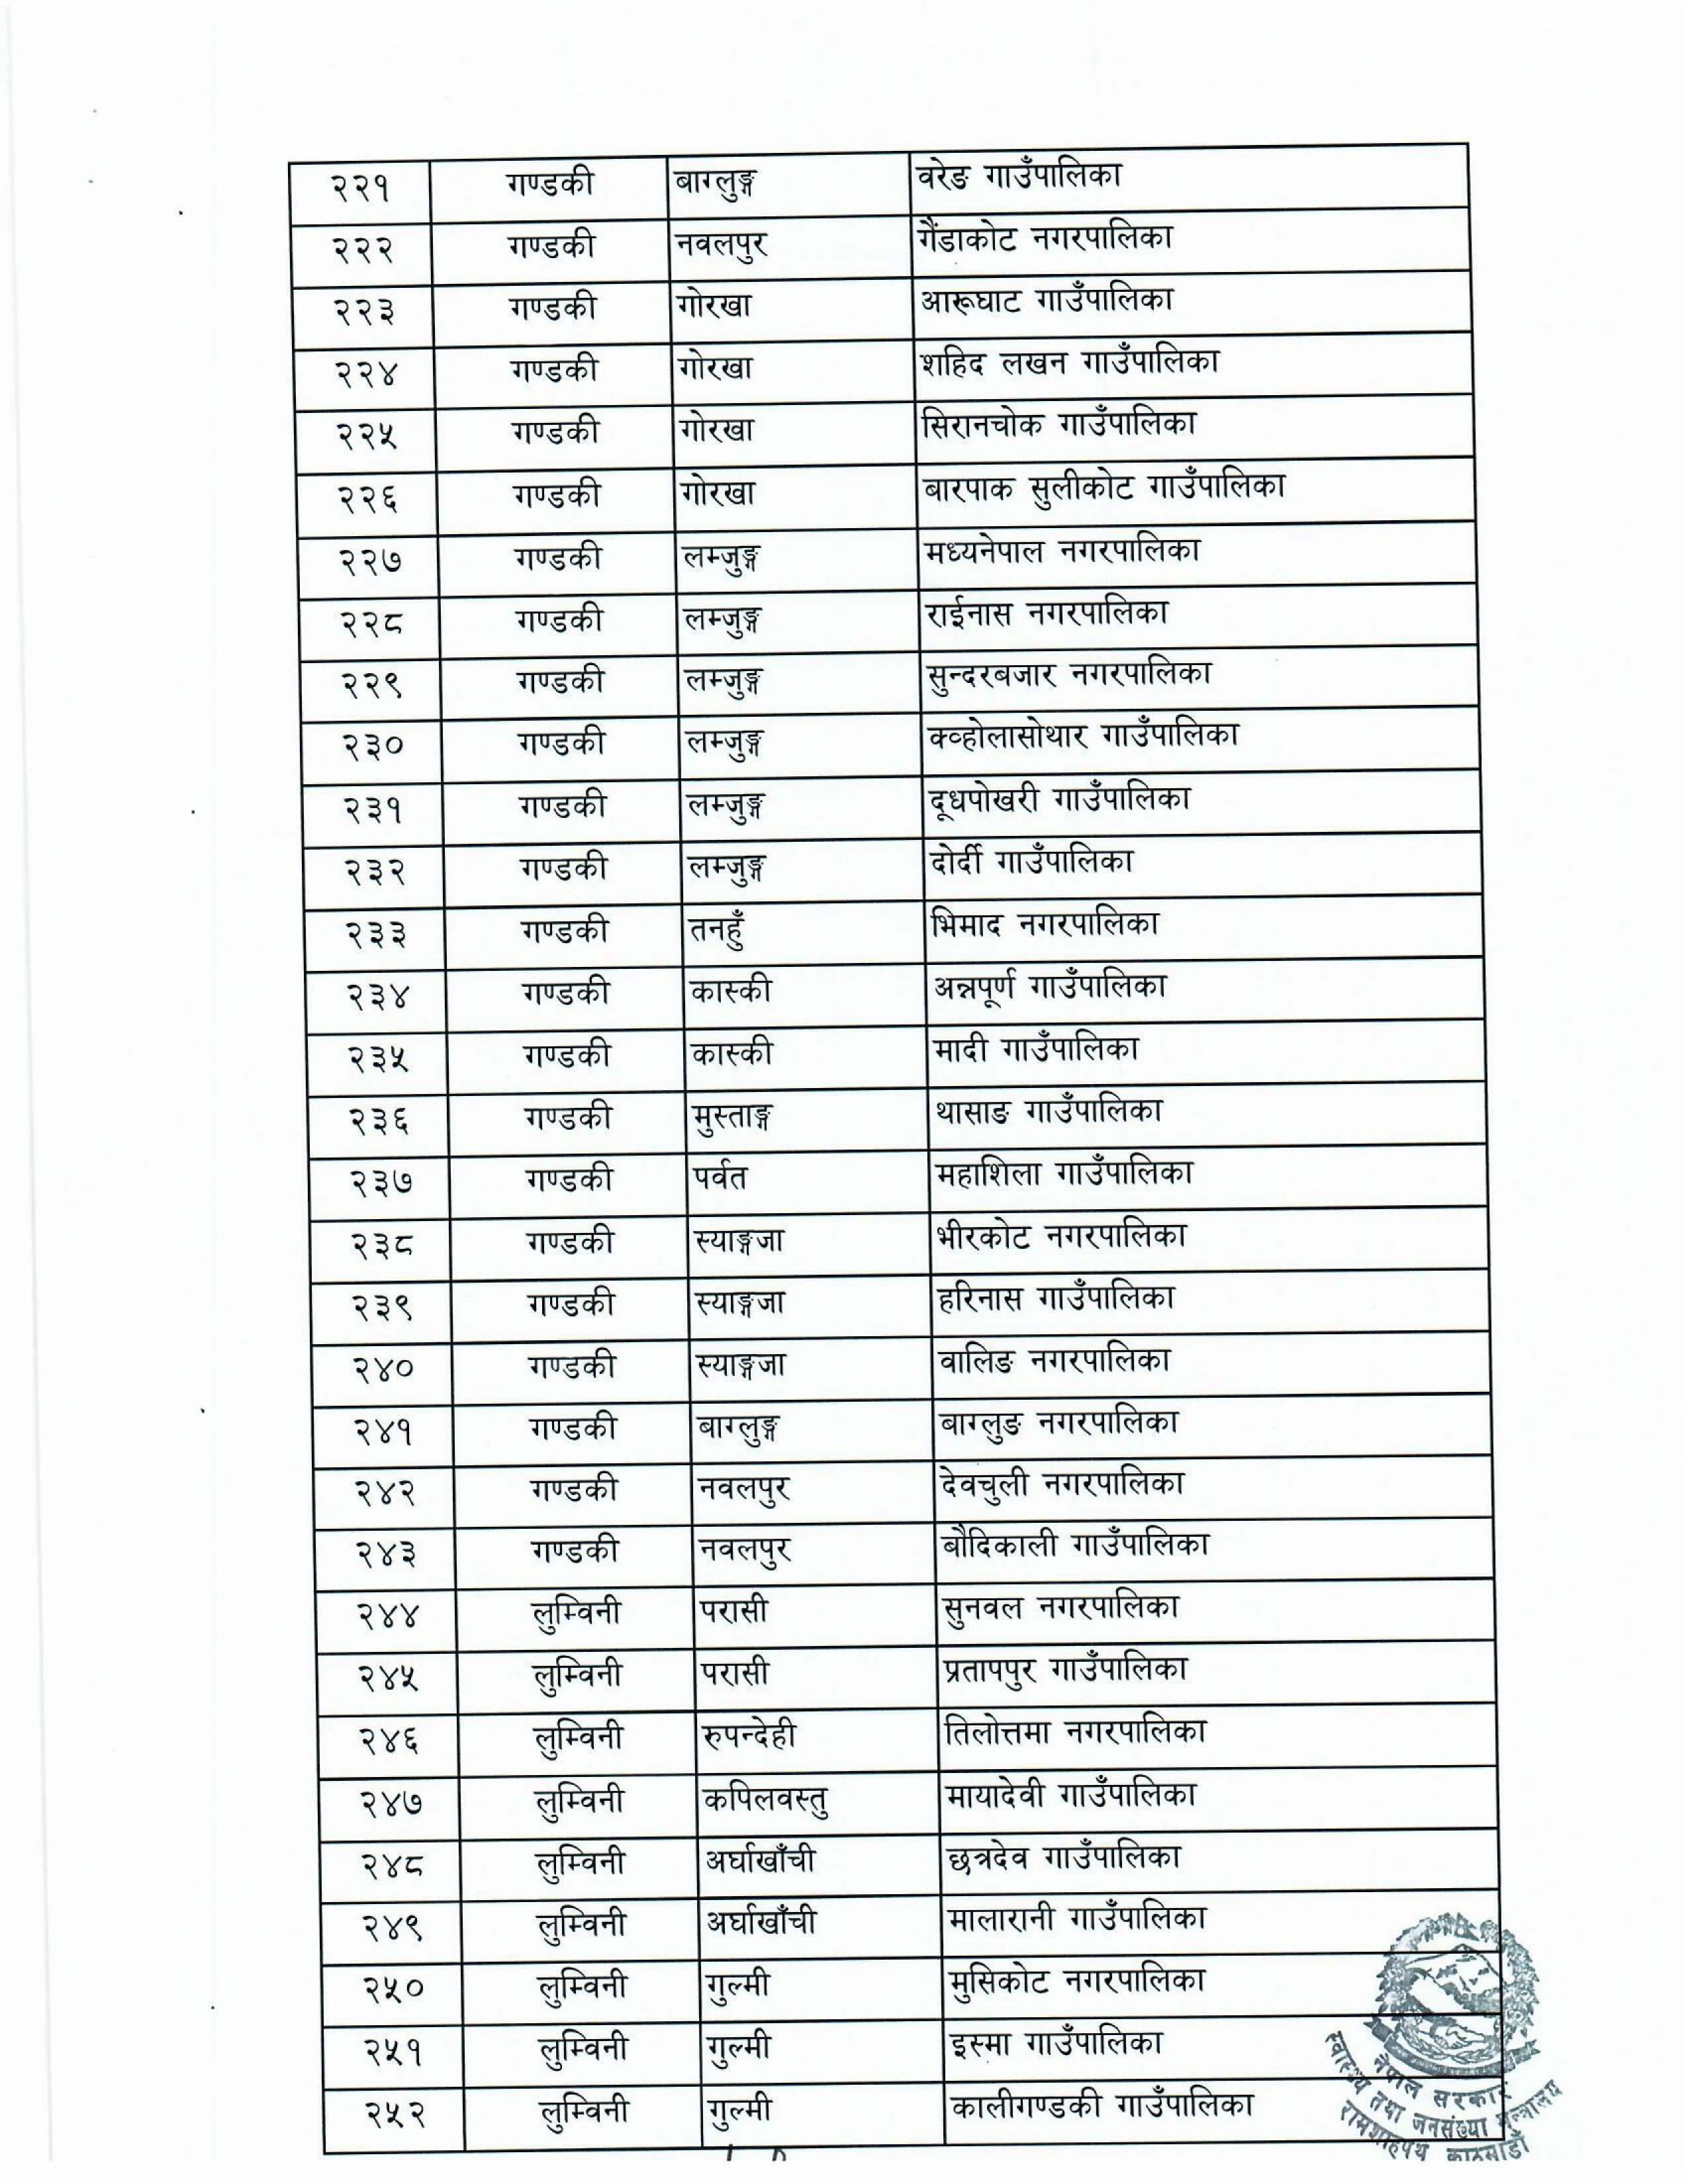 २२१ गण्डकी बाग्लुङ्ग वरेङ गाउँपालिका
२२२ गण्डकी नवलपुर गैंडाकोट नगरपालिका
२२३ गण्डकी गोरखा आरूघाट गाउँपालिका
२२४ गण्डकी गोरखा शहिद लखन गाउँपालिका
२२५ गण्डकी गोरखा सिरानचोक गाउँपालिका
२२६ गण्डकी गोरखा बारपाक सुलीकोट गाउँपालिका
२२७ गण्डकी लम्जुङ्ग मध्यनेपाल नगरपालिका
२२८ गण्डकी लम्जुङ्ग राईनास नगरपालिका
२२९ गण्डकी लम्जुङ्ग सुन्दरबजार नगरपालिका
२३० गण्डकी लम्जुङ्ग क्व्होलासोथार गाउँपालिका
२३१ गण्डकी लम्जुङ्ग दूधपोखरी गाउँपालिका
२३२ गण्डकी लम्जुङ्ग दोर्दी गाउँपालिका
२३३ गण्डकी तनहुँ भिमाद नगरपालिका
२३४ गण्डकी कास्की अन्नपूर्ण गाउँपालिका
२३५ गण्डकी कास्की मादी गाउँपालिका
२३६ गण्डकी मुस्ताङ्ग थासाङ गाउँपालिका
२३७ गण्डकी पर्वत महाशिला गाउँपालिका
२३८ गण्डकी स्याङ्गजा भीरकोट नगरपालिका
२३९ गण्डकी स्याङ्गजा हरिनास गाउँपालिका
२४० गण्डकी स्याङ्गजा वालिङ नगरपालिका
२४१ गण्डकी बाग्लुङ्ग बाग्लुङ नगरपालिका
२४२ गण्डकी नवलपुर देवचुली नगरपालिका
२४३ गण्डकी नवलपुर बौदिकाली गाउँपालिका
२४४ लुम्विनी परासी सुनवल नगरपालिका
२४५ लुम्विनी परासी प्रतापपुर गाउँपालिका
२४६ लुम्विनी रुपन्देही तिलोत्तमा नगरपालिका
२४७ लुम्विनी कपिलवस्तु मायादेवी गाउँपालिका
२४८ लुम्विनी अर्घाखाँची छत्रदेव गाउँपालिका
२४९ लुम्विनी अर्घाखाँची मालारानी गाउँपालिका
२५० लुम्विनी गुल्मी मुसिकोट नगरपालिका
२५१ लुम्विनी गुल्मी इस्मा गाउँपालिका
२५२ लुम्विनी गुल्मी कालीगण्डकी गाउँपालिका
नेपाल सरकार
स्वास्थ्य तथा जनसंख्या मन्त्रालय
रामशाहपथ काठमाडौं